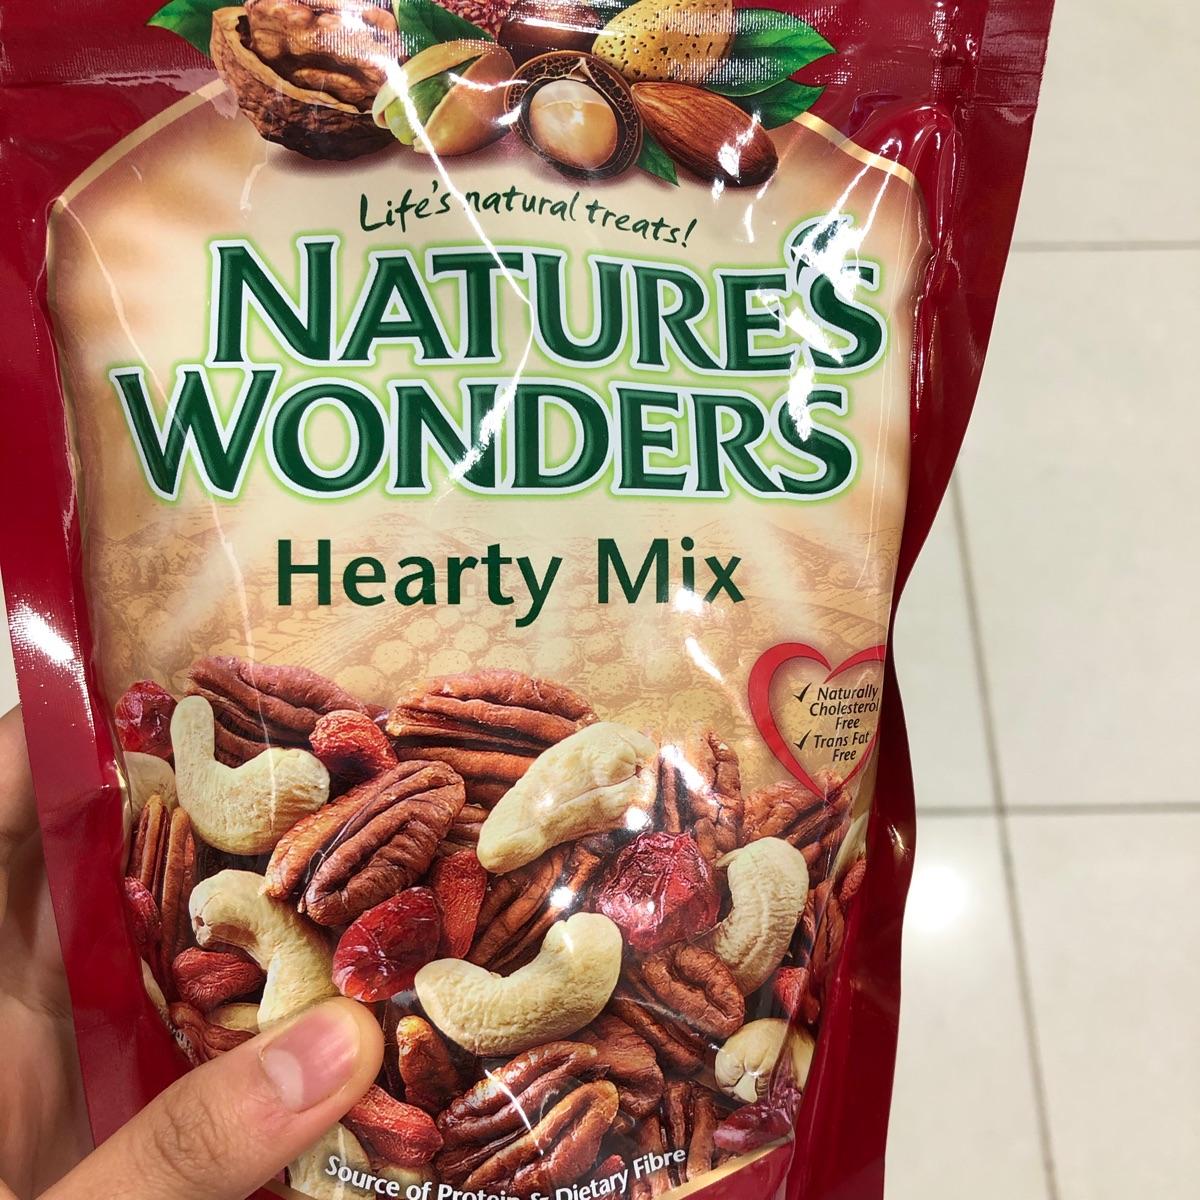 Life's natural treats!
NATURE'S
WONDERS
Hearty Mix
✓ Naturally
Cholesterol
Free
✓ Trans Fat
Free
Source of Protein & Dietary Fibre